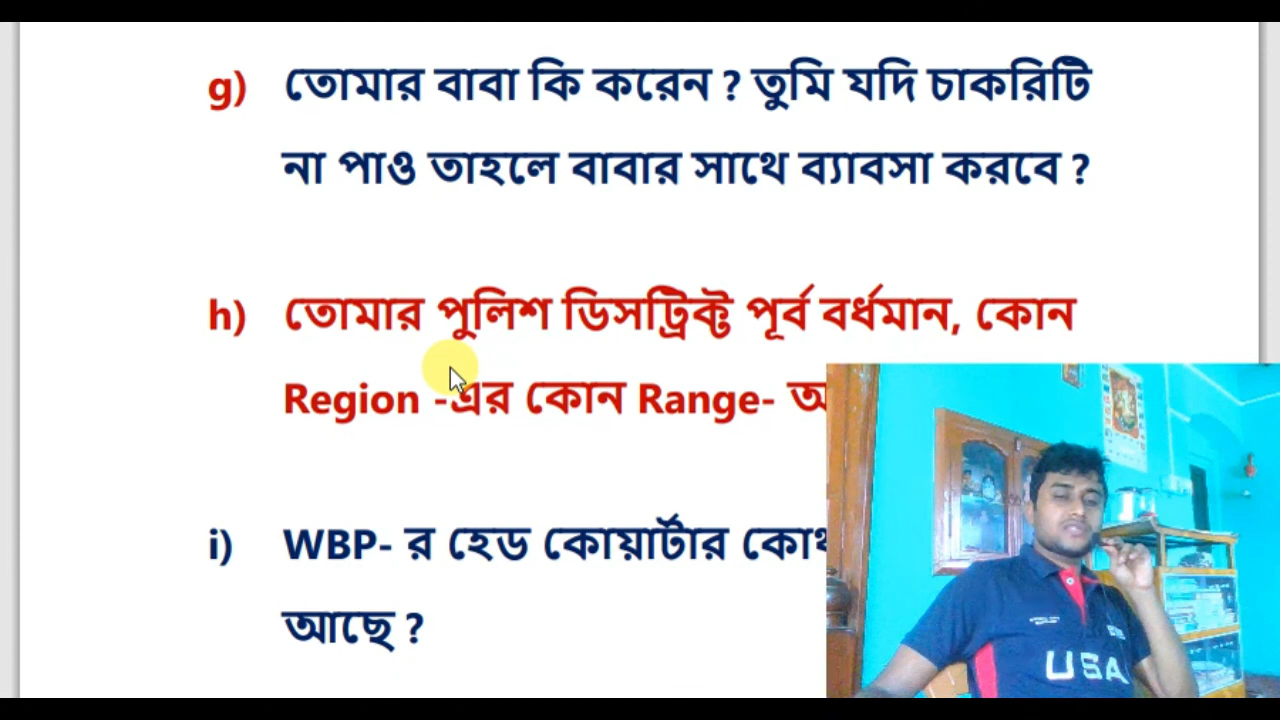 g) তোমার বাবা কি করেন ? তুমি যদি চাকরিটি
না পাও তাহলে বাবার সাথে ব্যাবসা করবে ?
h) তোমার পুলিশ ডিসট্রিক্ট পূর্ব বর্ধমান, কোন
Region -এর কোন Range-
i) WBP- র হেড কোয়ার্টার
আছে ?
USA